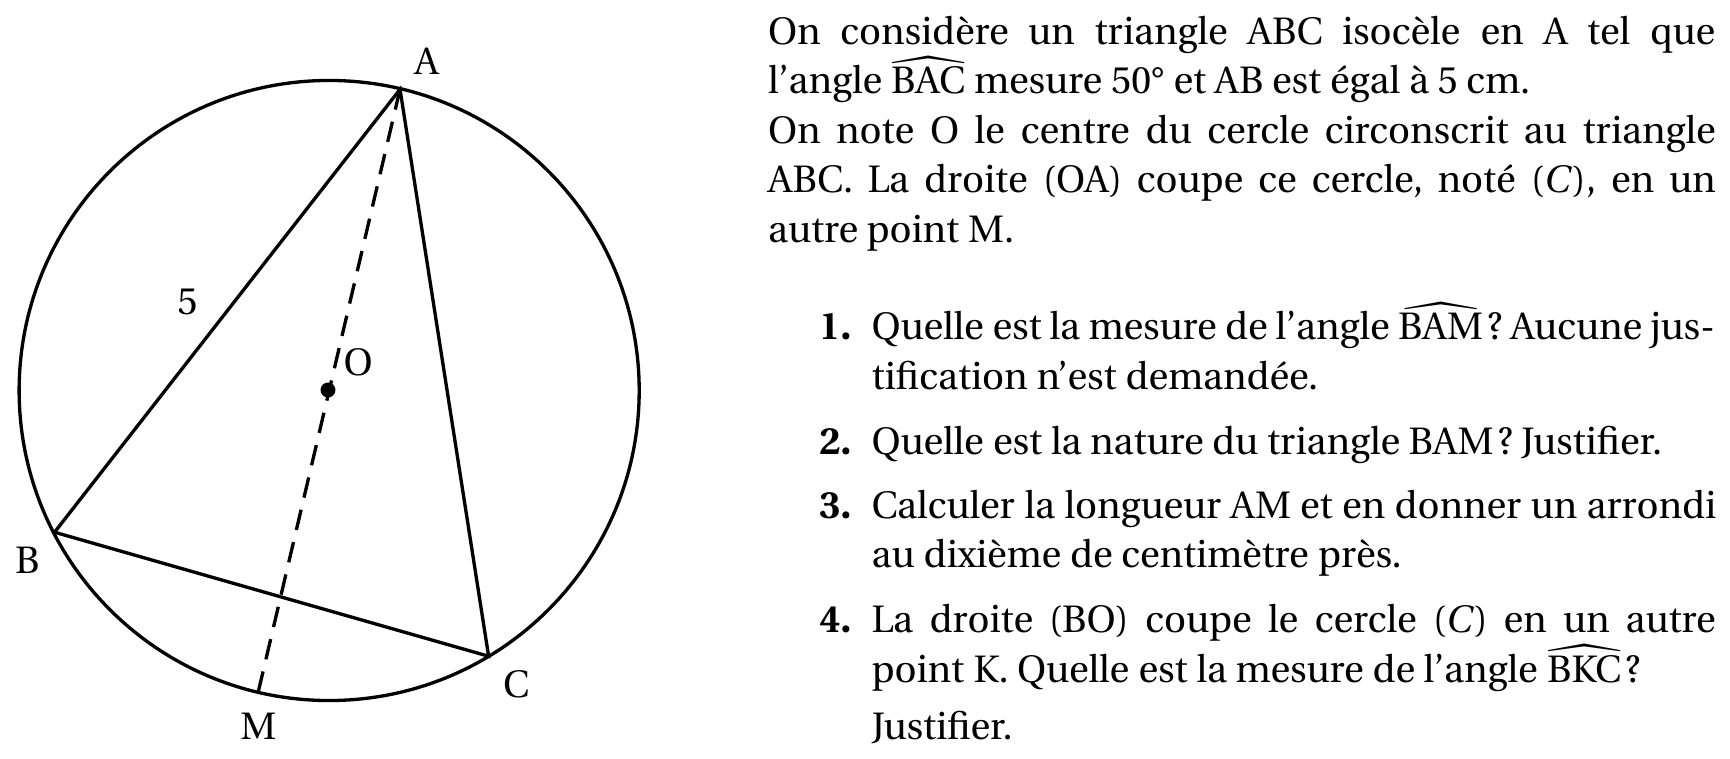 A
5
O
B
C
M
On considère un triangle ABC isocèle en A tel que
l'angle $\widehat{\text{BAC}}$ mesure 50° et AB est égal à 5 cm.
On note O le centre du cercle circonscrit au triangle
ABC. La droite (OA) coupe ce cercle, noté (C), en un
autre point M.
1. Quelle est la mesure de l'angle $\widehat{\text{BAM}}$ ? Aucune jus-
tification n'est demandée.
2. Quelle est la nature du triangle BAM ? Justifier.
3. Calculer la longueur AM et en donner un arrondi
au dixième de centimètre près.
4. La droite (BO) coupe le cercle (C) en un autre
point K. Quelle est la mesure de l'angle $\widehat{\text{BKC}}$ ?
Justifier.